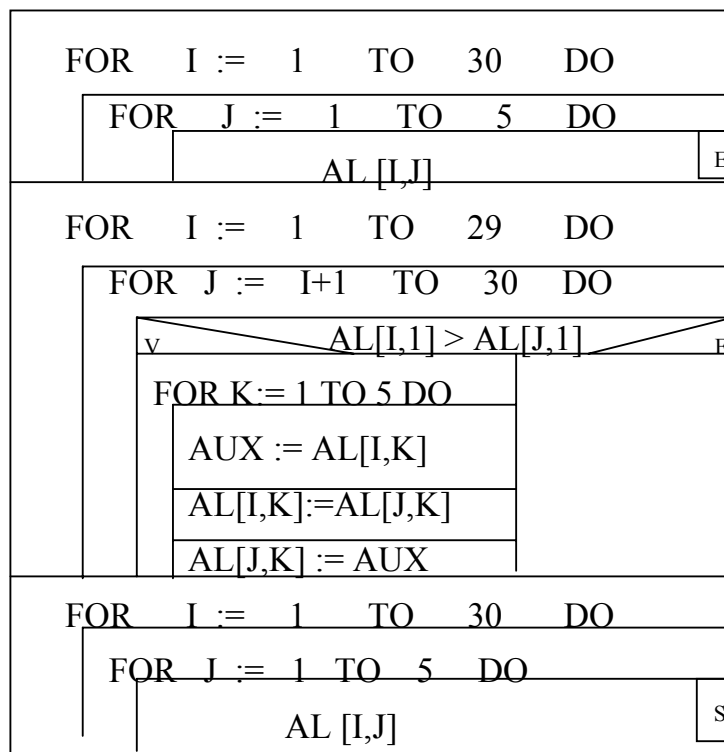 FOR I := 1 TO 30 DO
FOR J := 1 TO 5 DO
AL [I,J] E
FOR I := 1 TO 29 DO
FOR J := I+1 TO 30 DO
V AL[I,1] > AL[J,1] F
FOR K:= 1 TO 5 DO
AUX := AL[I,K]
AL[I,K]:=AL[J,K]
AL[J,K] := AUX
FOR I := 1 TO 30 DO
FOR J := 1 TO 5 DO
AL [I,J] S